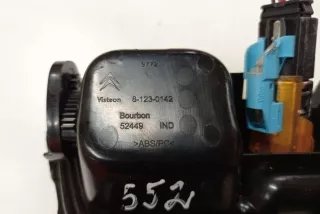 Visteon 8-123-0142
Bourbon
52449 IND
>ABS/PC<
552